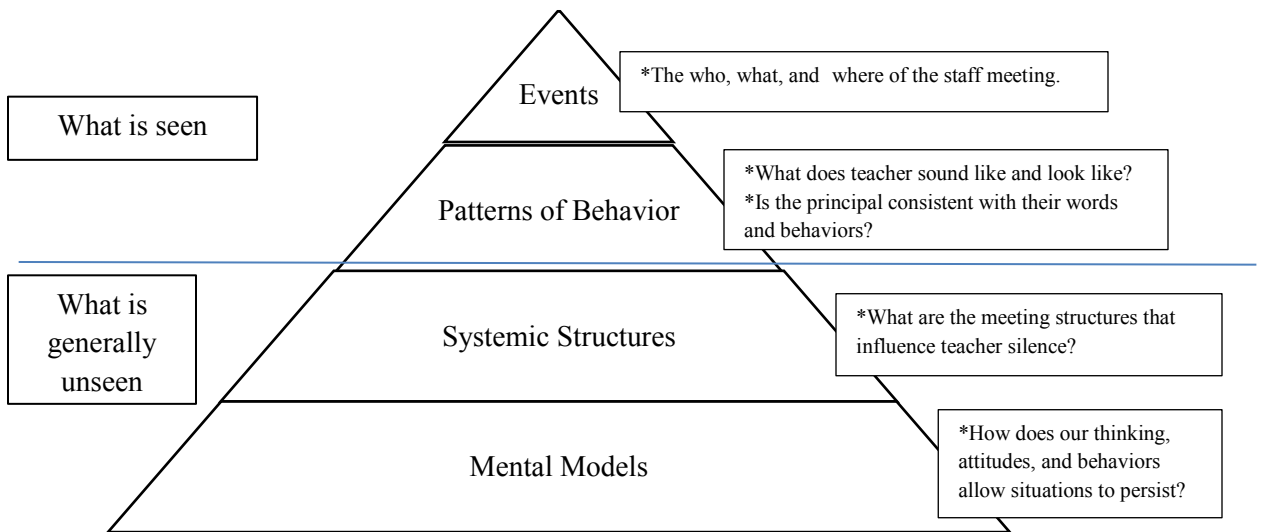 *The who, what, and where of the staff meeting.
Events
What is seen
*What does teacher sound like and look like?
*Is the principal consistent with their words
and behaviors?
Patterns of Behavior
What is
generally
unseen
*What are the meeting structures that
influence teacher silence?
Systemic Structures
*How does our thinking,
attitudes, and behaviors
allow situations to persist?
Mental Models